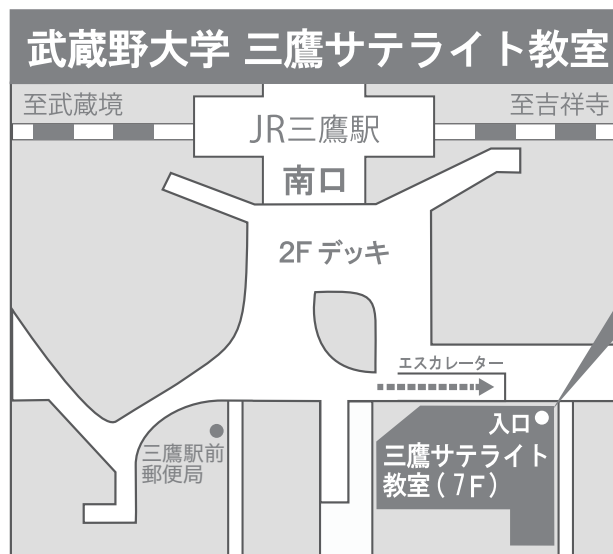 武蔵野大学 三鷹サテライト教室
至武蔵境
至吉祥寺
JR三鷹駅
南口
2F デッキ
エスカレーター
入口
三鷹駅前
郵便局
三鷹サテライト
教室(7F)